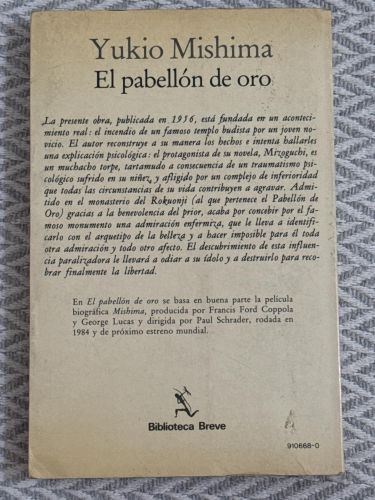 Yukio Mishima
El pabellón de oro
La presente obra, publicada en 1956, está fundada en un aconteci-
miento real: el incendio de un famoso templo budista por un joven no-
vicio. El autor reconstruye a su manera los hechos e intenta hallarles
una explicación psicológica: el protagonista de su novela, Mizoguchi, es
un muchacho torpe, tartamudo a consecuencia de un traumatismo psi-
cológico sufrido en su niñez, y afligido por un complejo de inferioridad
que todas las circunstancias de su vida contribuyen a agravar. Admi-
tido en el monasterio del Rokuonji (al que pertenece el Pabellón de
Oro) gracias a la benevolencia del prior, acaba por concebir por el fa-
moso monumento una admiración enfermiza, que le lleva a identifi-
carlo con el arquetipo de la belleza y a hacer imposible para él toda
otra admiración y todo otro afecto. El descubrimiento de esta influen-
cia paralizadora le llevará a odiar a su ídolo y a destruirlo para reco-
brar finalmente la libertad.
En El pabellón de oro se basa en buena parte la película
biográfica Mishima, producida por Francis Ford Coppola
y George Lucas y dirigida por Paul Schrader, rodada en
1984 y de próximo estreno mundial.
Biblioteca Breve
910668-0